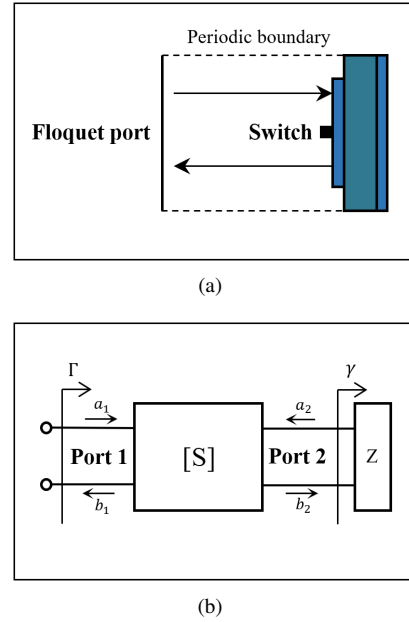 Periodic boundary
Floquet port
Switch
(a)
Γ
γ
a₁
a₂
Port 1
[S]
Port 2
Z
b₁
b₂
(b)